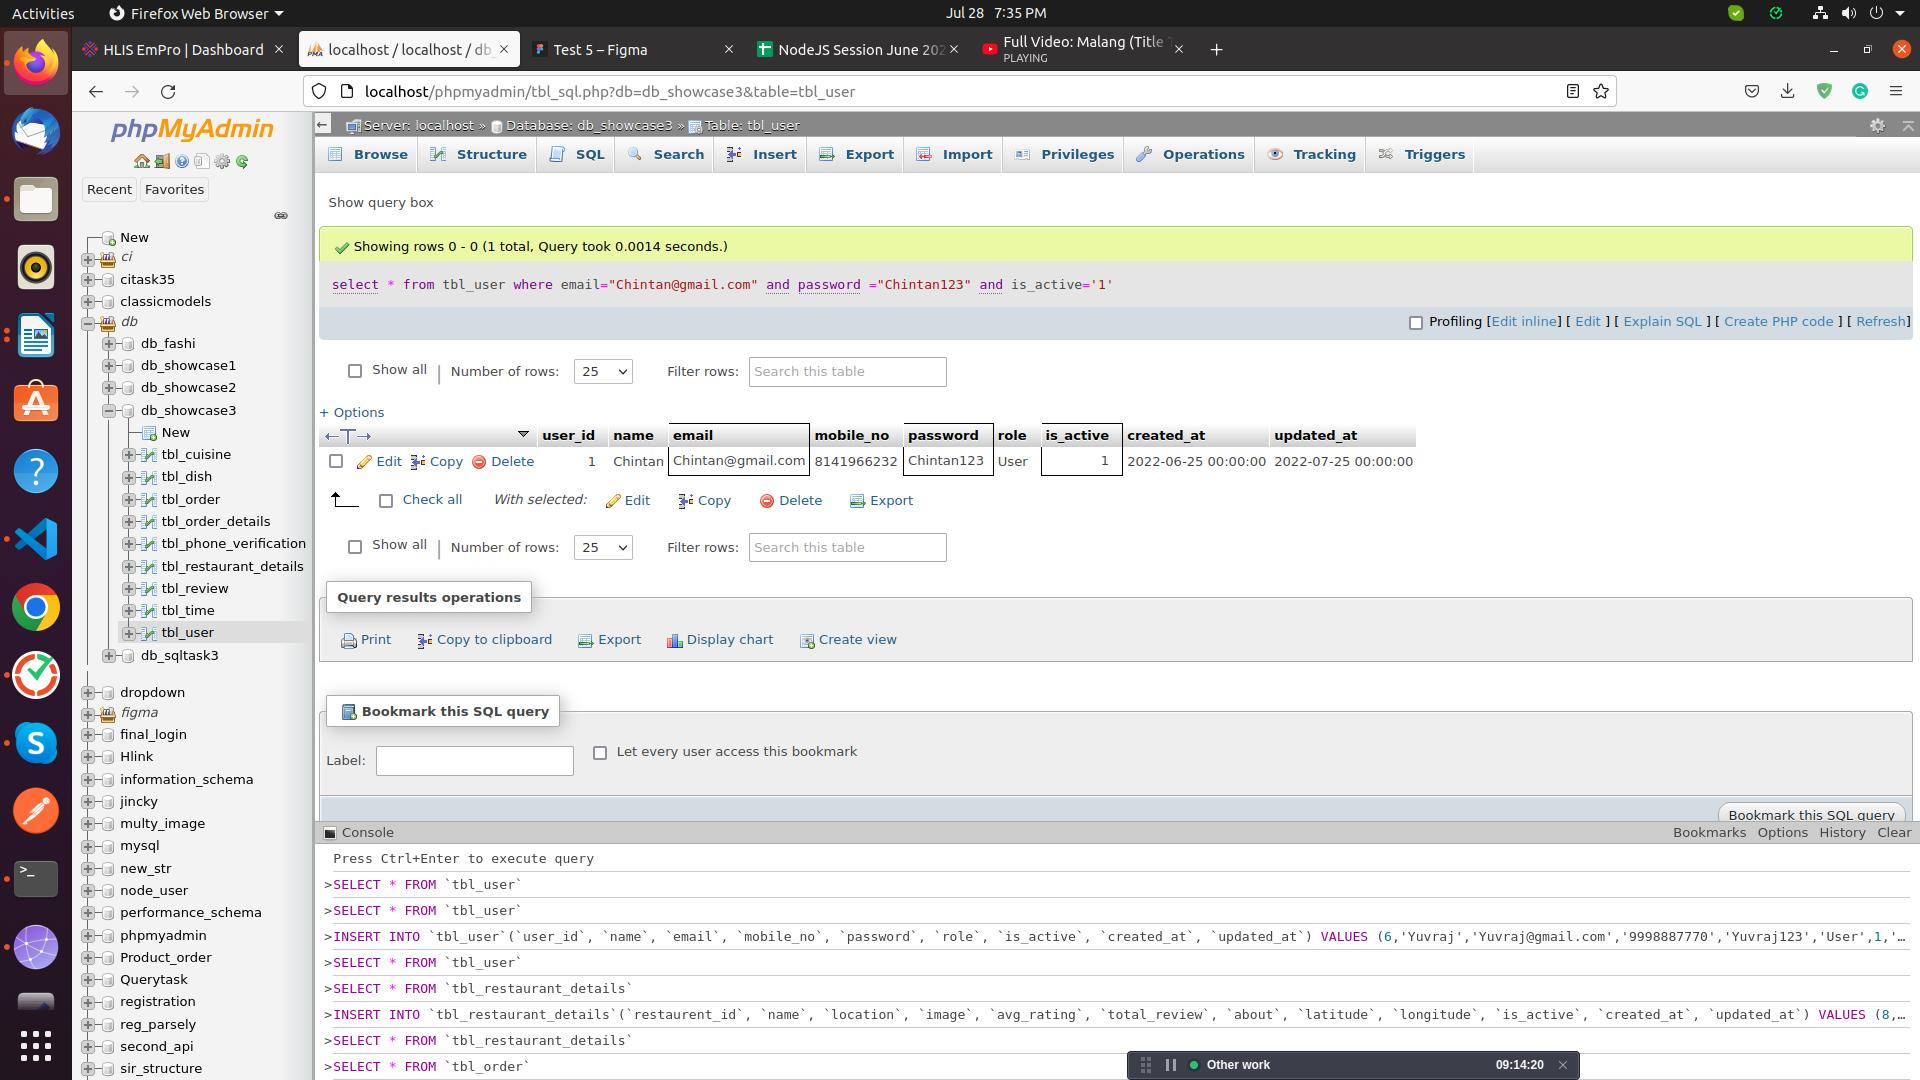 Activities
Firefox Web Browser
Jul 28 7:35 PM
HLIS EmPro | Dashboard
localhost / localhost / db
Test 5 – Figma
NodeJS Session June 202
Full Video: Malang (Title
PLAYING
localhost/phpmyadmin/tbl_sql.php?db=db_showcase3&table=tbl_user
phpMyAdmin
Recent
Favorites
New
ci
citask35
classicmodels
db
db_fashi
db_showcase1
db_showcase2
db_showcase3
New
tbl_cuisine
tbl_dish
tbl_order
tbl_order_details
tbl_phone_verification
tbl_restaurant_details
tbl_review
tbl_time
tbl_user
db_sqltask3
dropdown
figma
final_login
Hlink
information_schema
jincky
multy_image
mysql
new_str
node_user
performance_schema
phpmyadmin
Product_order
Querytask
registration
reg_parsely
second_api
sir_structure
Server: localhost » Database: db_showcase3 » Table: tbl_user
Browse Structure SQL Search Insert Export Import Privileges Operations Tracking Triggers
Show query box
Showing rows 0 - 0 (1 total, Query took 0.0014 seconds.)
select * from tbl_user where email="Chintan@gmail.com" and password ="Chintan123" and is_active='1'
Profiling [Edit inline] [ Edit ] [ Explain SQL ] [ Create PHP code ] [ Refresh]
Show all | Number of rows: 25 Filter rows: Search this table
+ Options
←T→ user_id name email mobile_no password role is_active created_at updated_at
Edit Copy Delete 1 Chintan Chintan@gmail.com 8141966232 Chintan123 User 1 2022-06-25 00:00:00 2022-07-25 00:00:00
Check all With selected: Edit Copy Delete Export
Show all | Number of rows: 25 Filter rows: Search this table
Query results operations
Print Copy to clipboard Export Display chart Create view
Bookmark this SQL query
Label: Let every user access this bookmark
Bookmark this SQL query
Console Bookmarks Options History Clear
Press Ctrl+Enter to execute query
>SELECT * FROM `tbl_user`
>SELECT * FROM `tbl_user`
>INSERT INTO `tbl_user`(`user_id`, `name`, `email`, `mobile_no`, `password`, `role`, `is_active`, `created_at`, `updated_at`) VALUES (6,'Yuvraj','Yuvraj@gmail.com','9998887770','Yuvraj123','User',1,'…
>SELECT * FROM `tbl_user`
>SELECT * FROM `tbl_restaurant_details`
>INSERT INTO `tbl_restaurant_details`(`restaurent_id`, `name`, `location`, `image`, `avg_rating`, `total_review`, `about`, `latitude`, `longitude`, `is_active`, `created_at`, `updated_at`) VALUES (8,…
>SELECT * FROM `tbl_restaurant_details`
>SELECT * FROM `tbl_order`
Other work 09:14:20